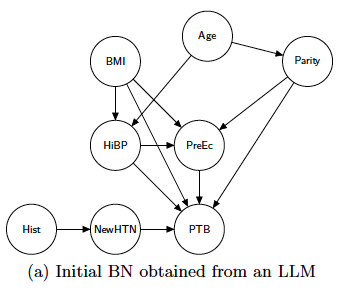 Age
BMI
Parity
HiBP
PreEc
Hist
NewHTN
PTB
(a) Initial BN obtained from an LLM